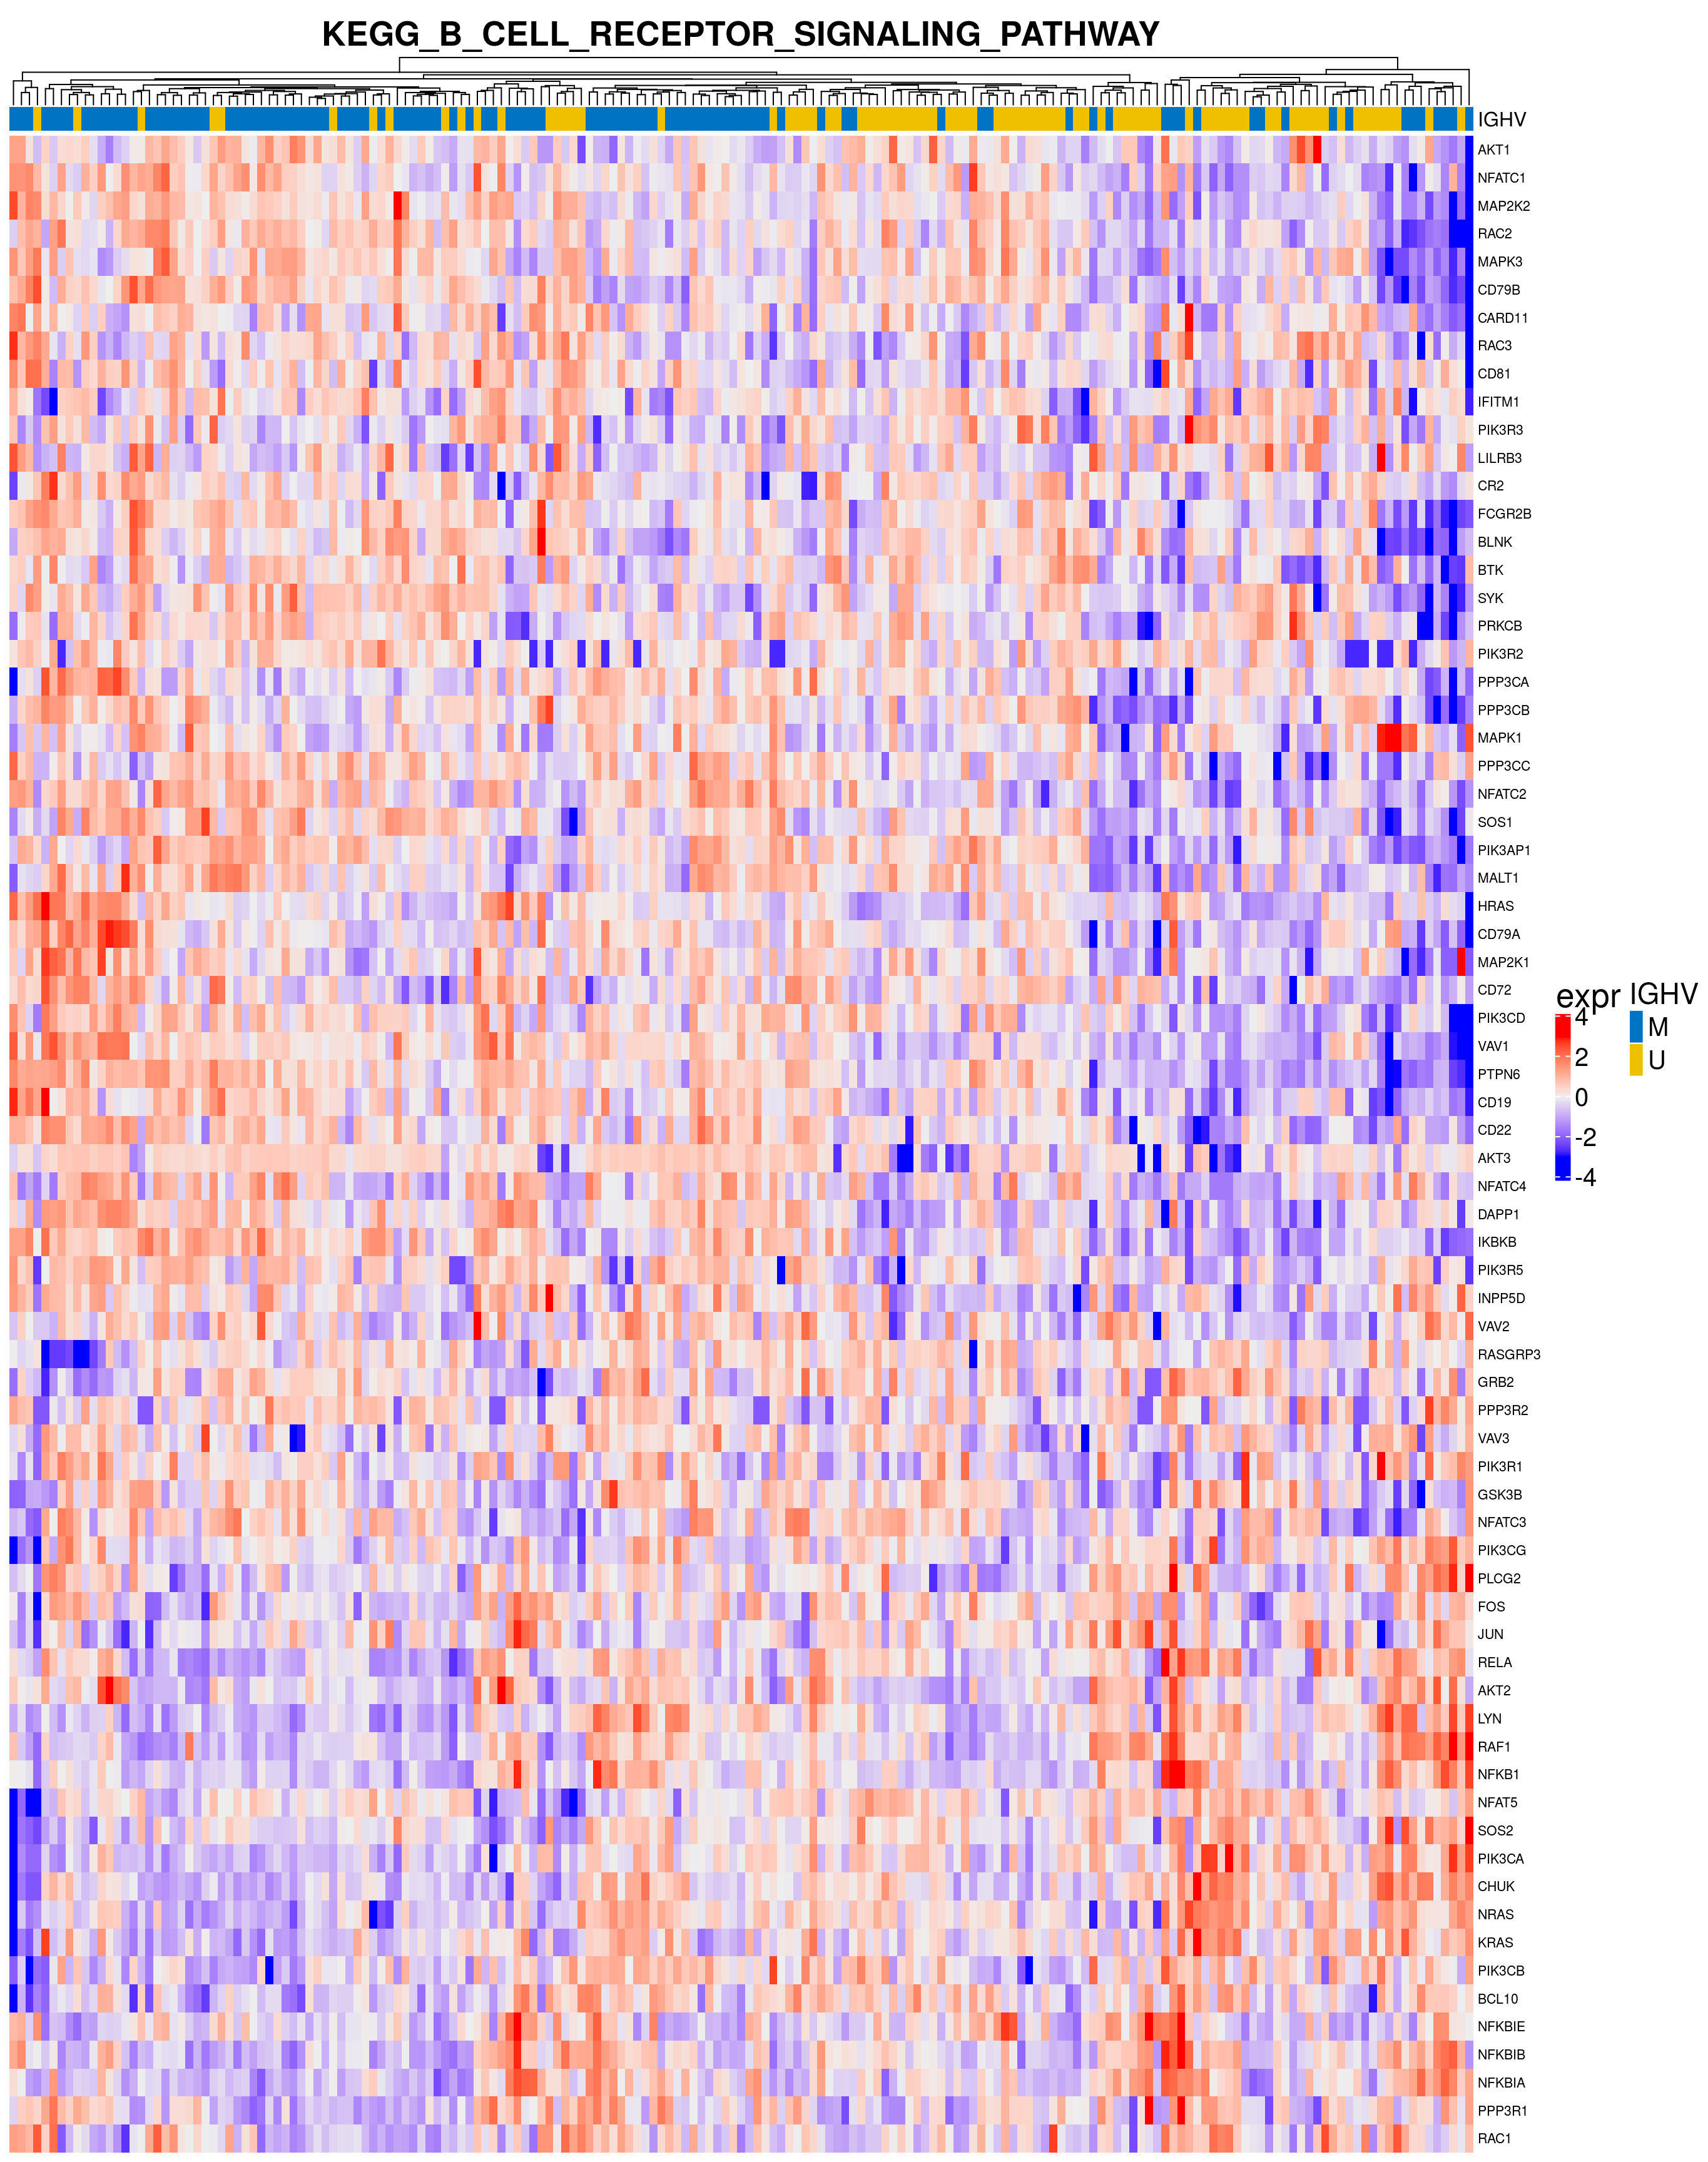 KEGG_B_CELL_RECEPTOR_SIGNALING_PATHWAY
IGHV
AKT1
NFATC1
MAP2K2
RAC2
MAPK3
CD79B
CARD11
RAC3
CD81
IFITM1
PIK3R3
LILRB3
CR2
FCGR2B
BLNK
BTK
SYK
PRKCB
PIK3R2
PPP3CA
PPP3CB
MAPK1
PPP3CC
NFATC2
SOS1
PIK3AP1
MALT1
HRAS
CD79A
MAP2K1
CD72
PIK3CD
VAV1
PTPN6
CD19
CD22
AKT3
NFATC4
DAPP1
IKBKB
PIK3R5
INPP5D
VAV2
RASGRP3
GRB2
PPP3R2
VAV3
PIK3R1
GSK3B
NFATC3
PIK3CG
PLCG2
FOS
JUN
RELA
AKT2
LYN
RAF1
NFKB1
NFAT5
SOS2
PIK3CA
CHUK
NRAS
KRAS
PIK3CB
BCL10
NFKBIE
NFKBIB
NFKBIA
PPP3R1
RAC1
expr
4
2
0
-2
-4
IGHV
M
U